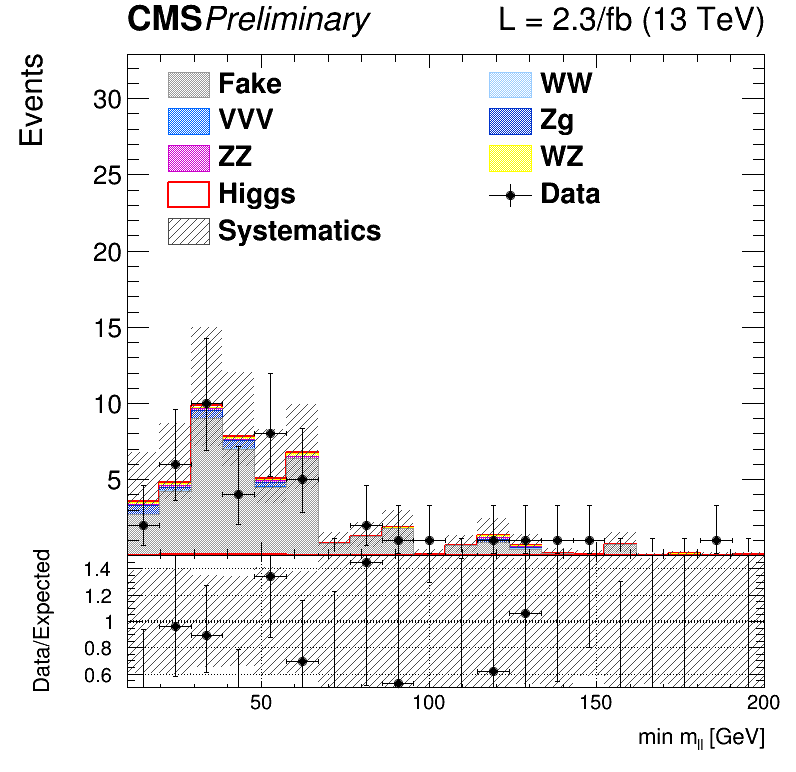 CMS Preliminary L = 2.3/fb (13 TeV)
Events
Fake WW
VVV Zg
ZZ WZ
Higgs Data
Systematics
30
25
20
15
10
5
Data/Expected
1.4
1.2
1
0.8
0.6
50 100 150 200
min m_ll [GeV]